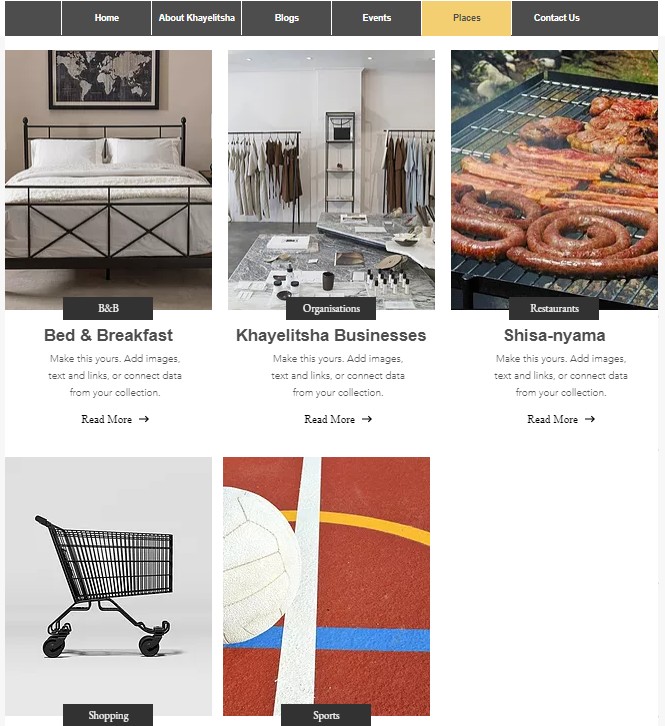 Home About Khayelitsha Blogs Events Places Contact Us
B&B
Bed & Breakfast
Make this yours. Add images,
text and links, or connect data
from your collection.
Read More →
Organisations
Khayelitsha Businesses
Make this yours. Add images,
text and links, or connect data
from your collection.
Read More →
Restaurants
Shisa-nyama
Make this yours. Add images,
text and links, or connect data
from your collection.
Read More →
Shopping
Sports